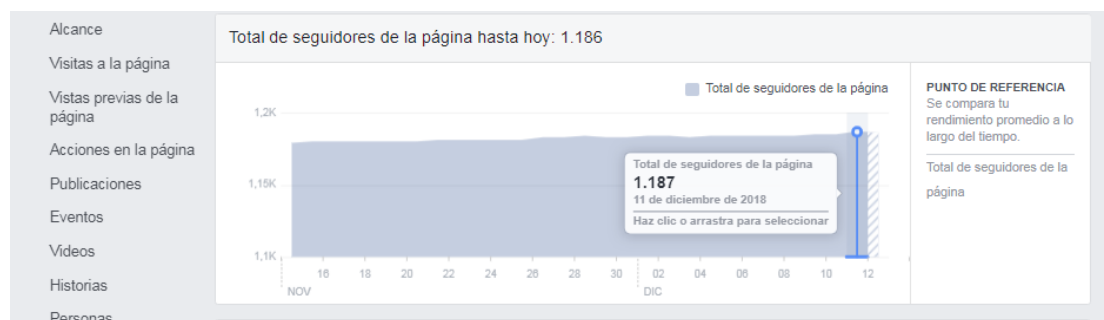 Alcance
Visitas a la página
Vistas previas de la
página
Acciones en la página
Publicaciones
Eventos
Videos
Historias
Personas
Total de seguidores de la página hasta hoy: 1.186
Total de seguidores de la página
1,2K
1,15K
1,1K
Total de seguidores de la página
1.187
11 de diciembre de 2018
Haz clic o arrastra para seleccionar
16 18 20 22 24 26 28 30 02 04 06 08 10 12
NOV DIC
PUNTO DE REFERENCIA
Se compara tu
rendimiento promedio a lo
largo del tiempo.
Total de seguidores de la
página